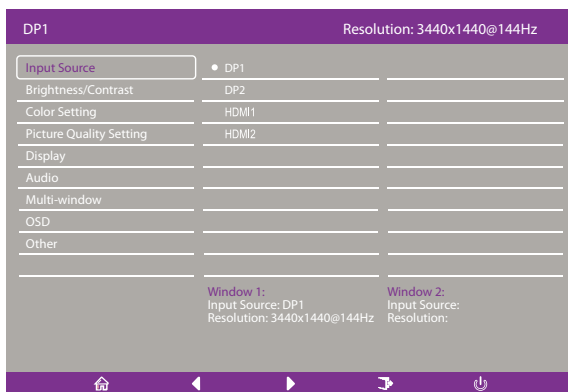 DP1 Resolution: 3440x1440@144Hz
Input Source DP1
Brightness/Contrast DP2
Color Setting HDMI1
Picture Quality Setting HDMI2
Display
Audio
Multi-window
OSD
Other
Window 1: Window 2:
Input Source: DP1 Input Source:
Resolution: 3440x1440@144Hz Resolution: